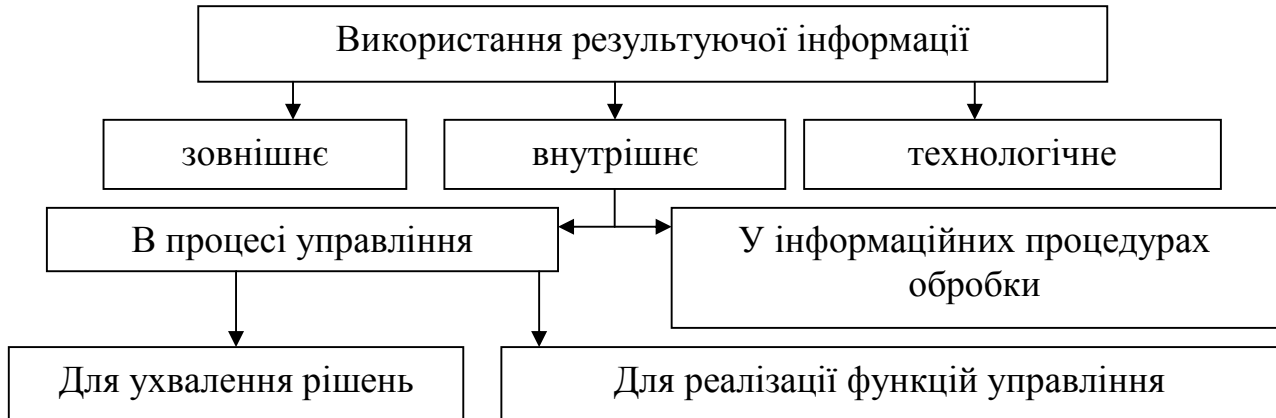 Використання результуючої інформації
зовнішнє
внутрішнє
технологічне
В процесі управління
У інформаційних процедурах
обробки
Для ухвалення рішень
Для реалізації функцій управління